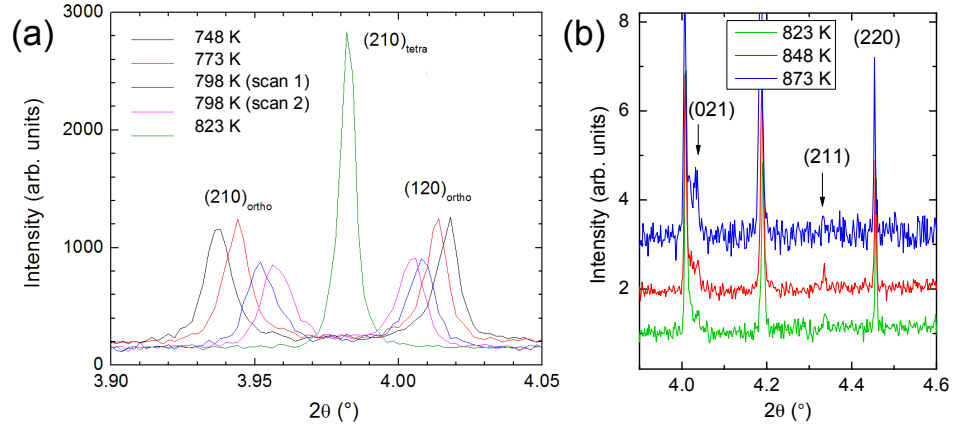 (a)
3000
2000
1000
0
Intensity (arb. units)
748 K
773 K
798 K (scan 1)
798 K (scan 2)
823 K
(210)tetra
(210)ortho
(120)ortho
3.90
3.95
4.00
4.05
2θ (°)
(b)
8
6
4
2
Intensity (arb. units)
823 K
848 K
873 K
(220)
(021)
(211)
4.0
4.2
4.4
4.6
2θ (°)